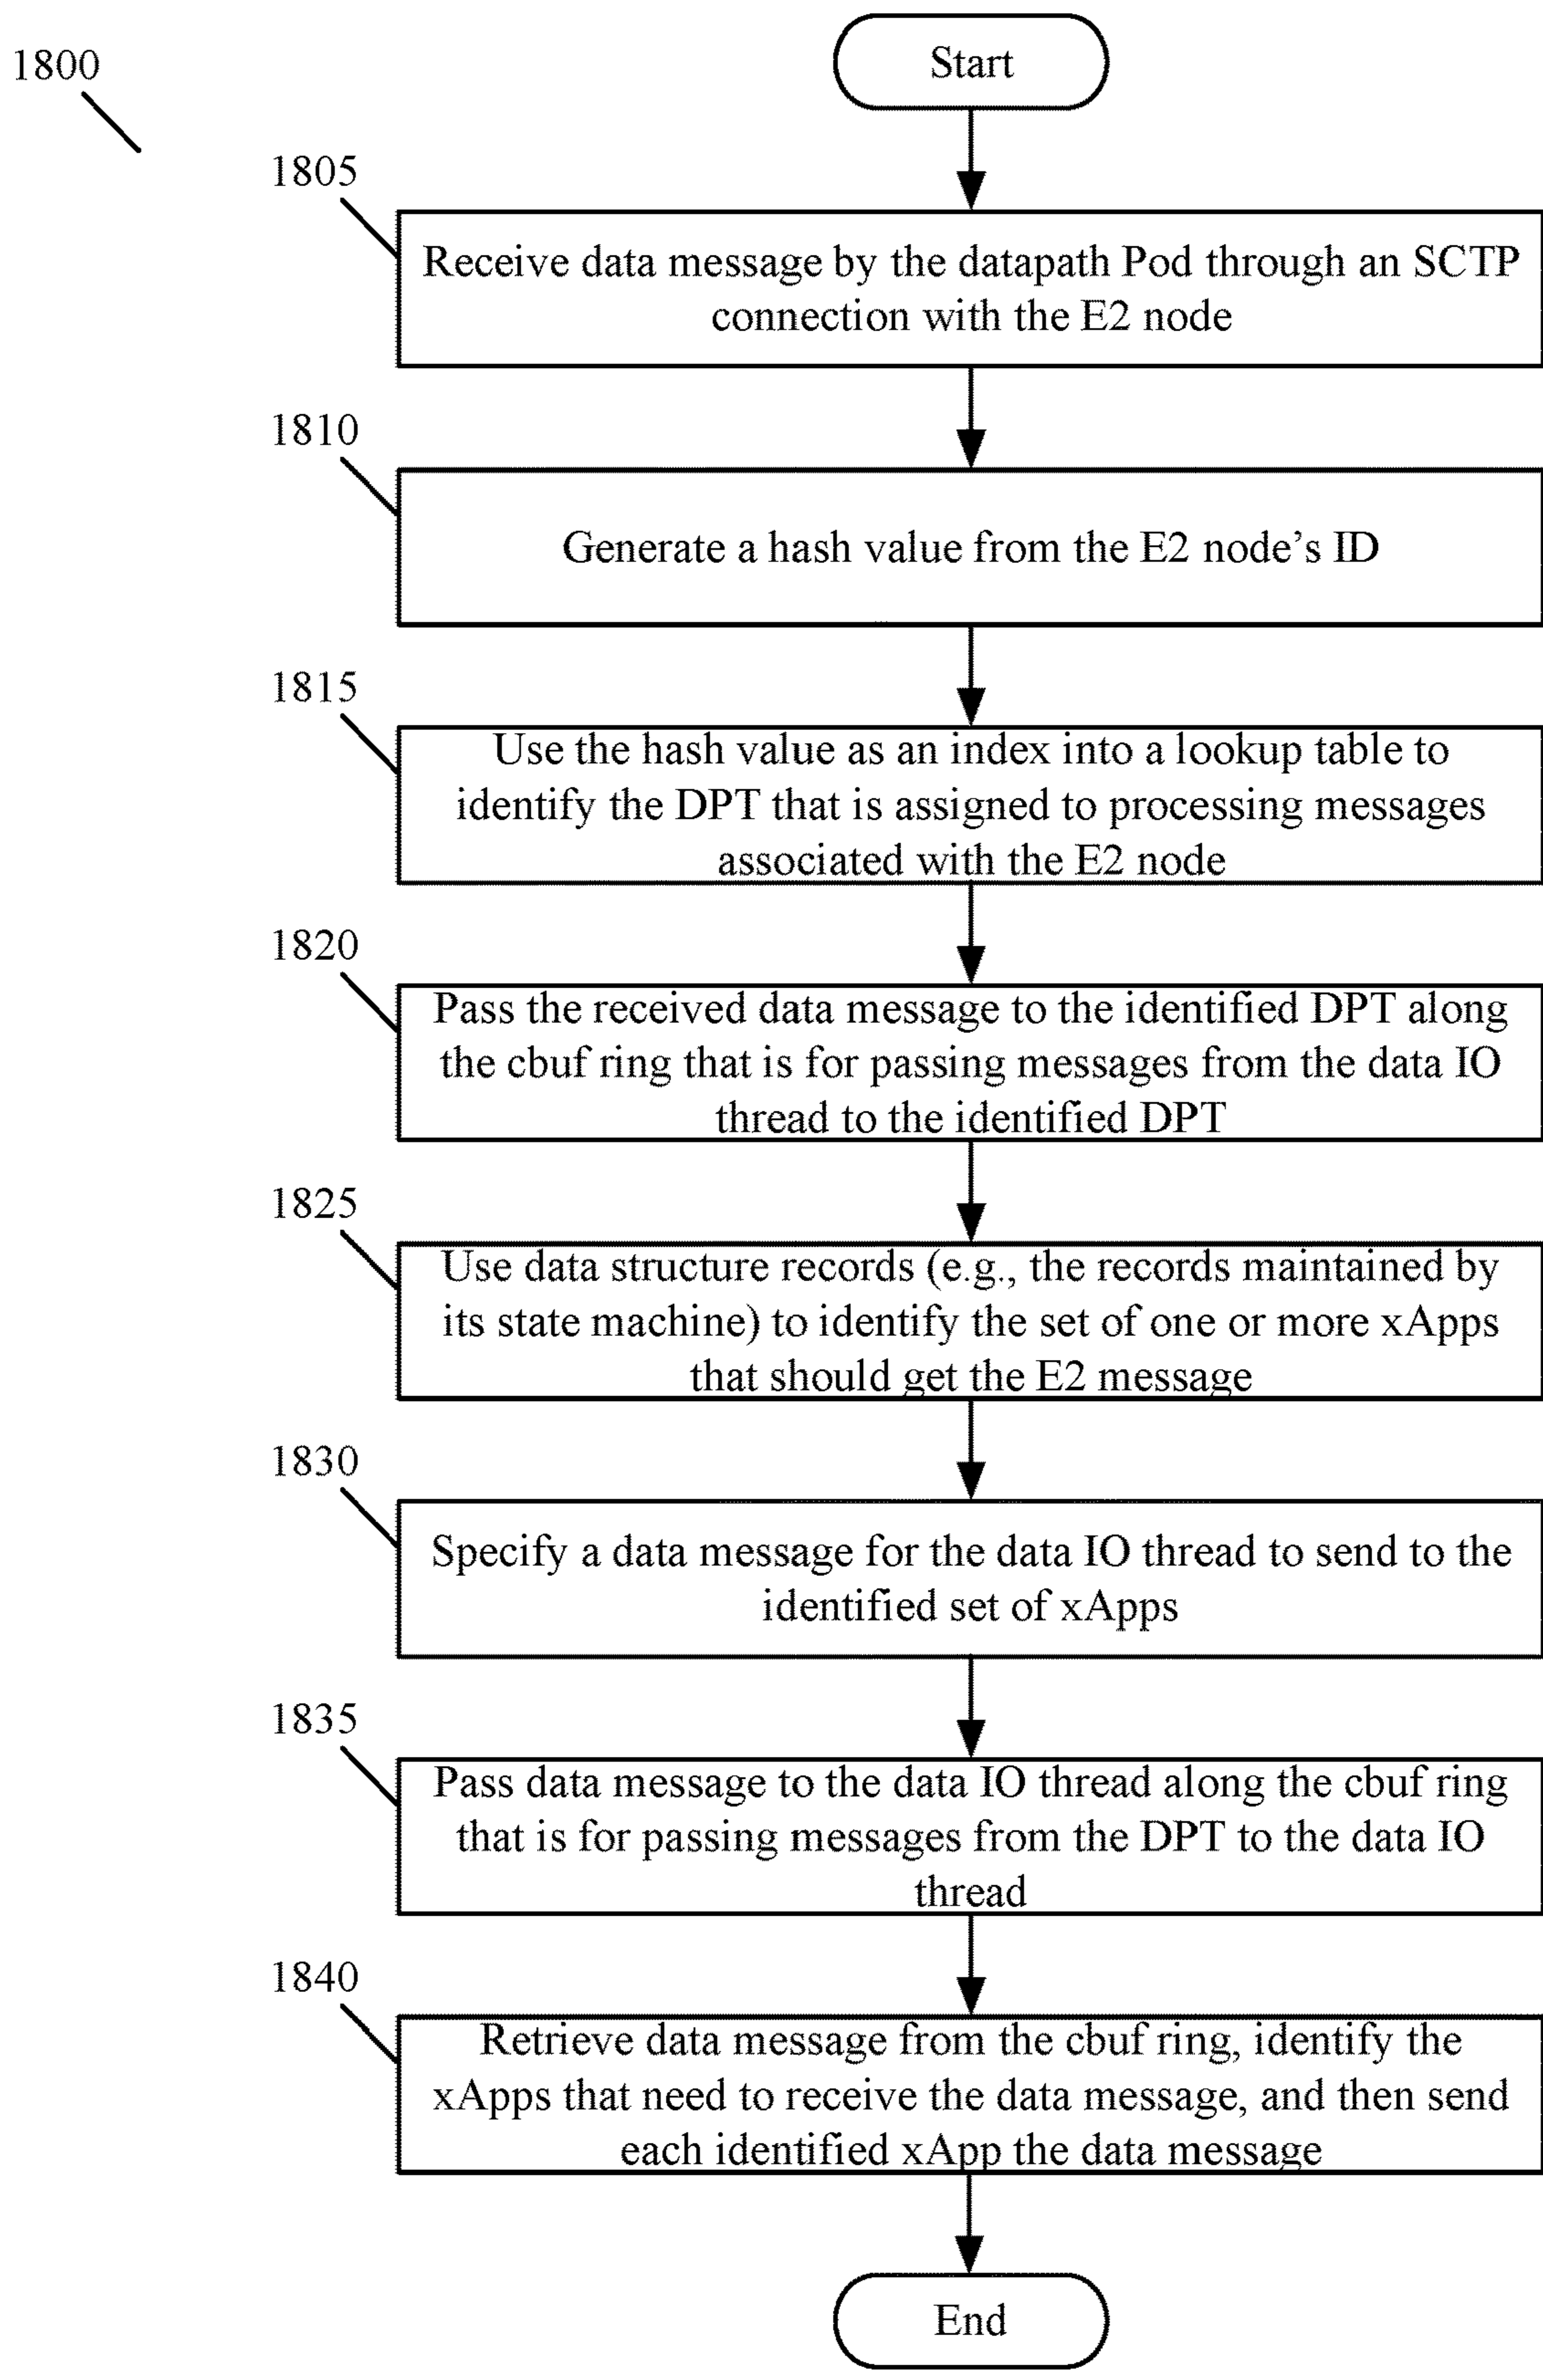 1800
Start
1805
Receive data message by the datapath Pod through an SCTP
connection with the E2 node
1810
Generate a hash value from the E2 node’s ID
1815
Use the hash value as an index into a lookup table to
identify the DPT that is assigned to processing messages
associated with the E2 node
1820
Pass the received data message to the identified DPT along
the cbuf ring that is for passing messages from the data IO
thread to the identified DPT
1825
Use data structure records (e.g., the records maintained by
its state machine) to identify the set of one or more xApps
that should get the E2 message
1830
Specify a data message for the data IO thread to send to the
identified set of xApps
1835
Pass data message to the data IO thread along the cbuf ring
that is for passing messages from the DPT to the data IO
thread
1840
Retrieve data message from the cbuf ring, identify the
xApps that need to receive the data message, and then send
each identified xApp the data message
End